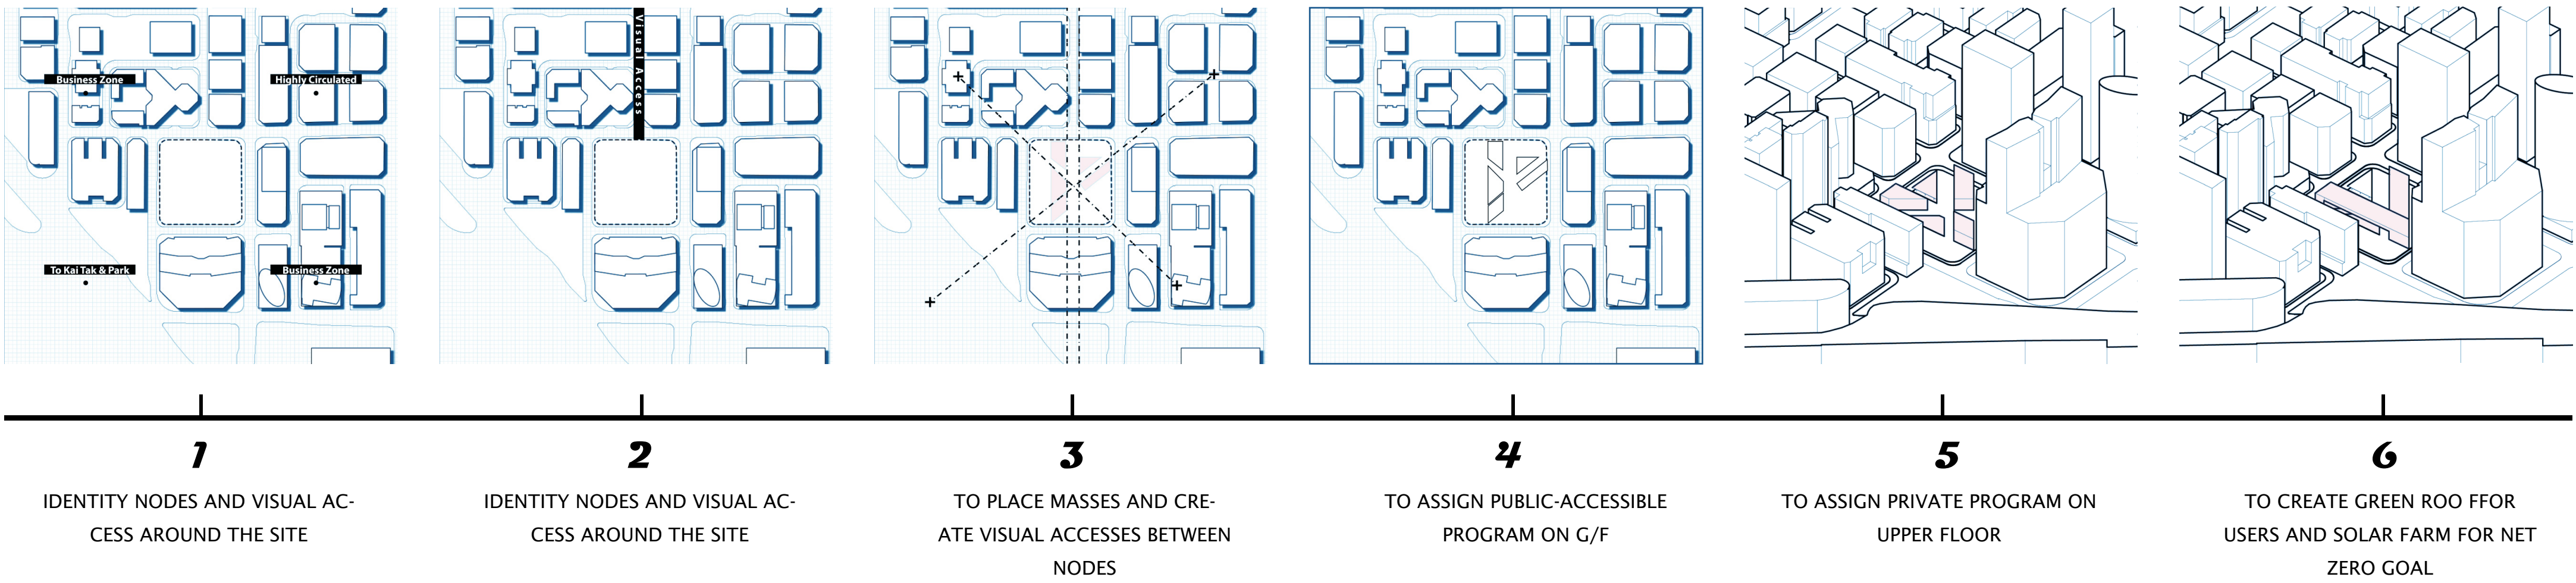 Business Zone
Highly Circulated
To Kai Tak & Park
Business Zone
Visual Access
1
IDENTITY NODES AND VISUAL AC-
CESS AROUND THE SITE
2
IDENTITY NODES AND VISUAL AC-
CESS AROUND THE SITE
3
TO PLACE MASSES AND CRE-
ATE VISUAL ACCESSES BETWEEN
NODES
4
TO ASSIGN PUBLIC-ACCESSIBLE
PROGRAM ON G/F
5
TO ASSIGN PRIVATE PROGRAM ON
UPPER FLOOR
6
TO CREATE GREEN ROO FFOR
USERS AND SOLAR FARM FOR NET
ZERO GOAL